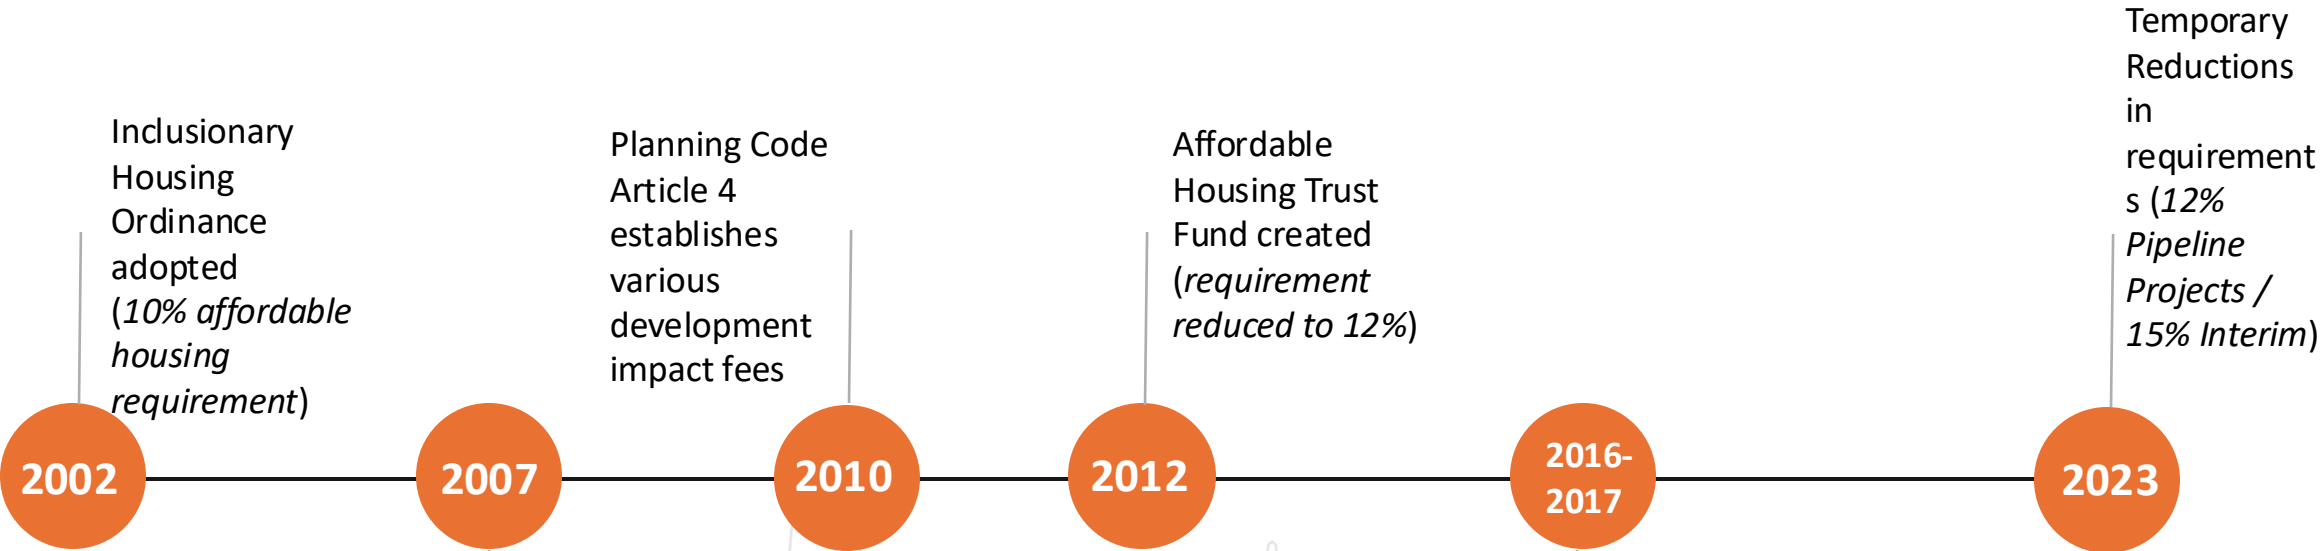 Inclusionary
Housing
Ordinance
adopted
(10% affordable
housing
requirement)
Planning Code
Article 4
establishes
various
development
impact fees
Affordable
Housing Trust
Fund created
(requirement
reduced to 12%)
Temporary
Reductions
in
requirement
s (12%
Pipeline
Projects /
15% Interim)
2002
2007
2010
2012
2016-
2017
2023